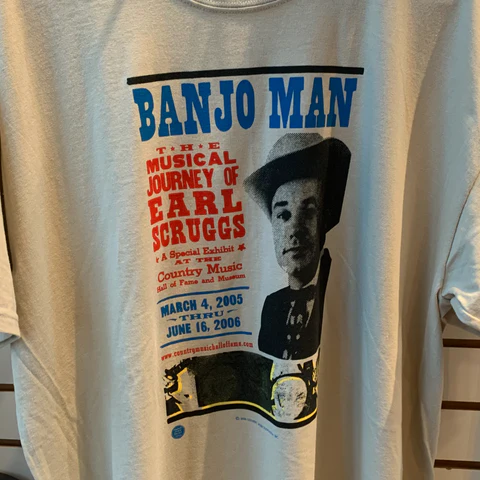 BANJO MAN
T★H★E
MUSICAL
JOURNEY OF
EARL
SCRUGGS
★ A Special Exhibit ★
AT THE
Country Music
Hall of Fame and Museum
MARCH 4, 2005
THRU
JUNE 16, 2006
www.countrymusichalloffame.com